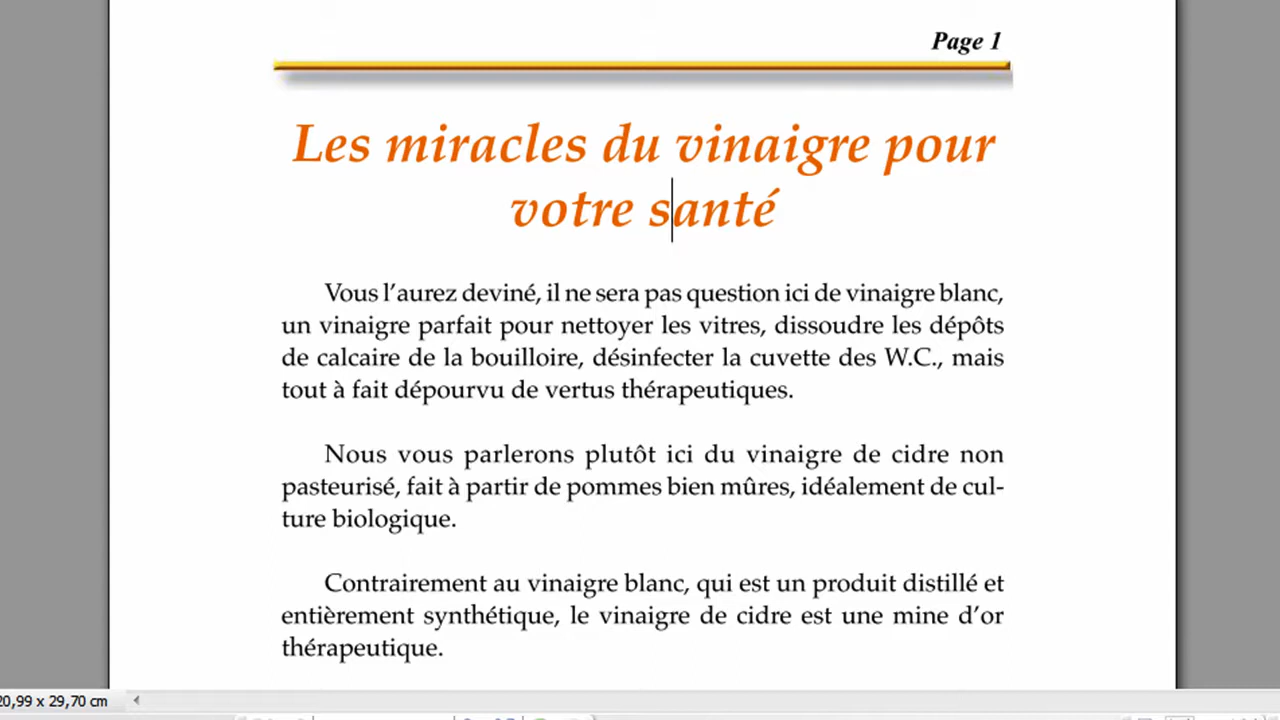 Page 1
Les miracles du vinaigre pour
votre santé
Vous l’aurez deviné, il ne sera pas question ici de vinaigre blanc,
un vinaigre parfait pour nettoyer les vitres, dissoudre les dépôts
de calcaire de la bouilloire, désinfecter la cuvette des W.C., mais
tout à fait dépourvu de vertus thérapeutiques.
Nous vous parlerons plutôt ici du vinaigre de cidre non
pasteurisé, fait à partir de pommes bien mûres, idéalement de cul-
ture biologique.
Contrairement au vinaigre blanc, qui est un produit distillé et
entièrement synthétique, le vinaigre de cidre est une mine d’or
thérapeutique.
20,99 x 29,70 cm